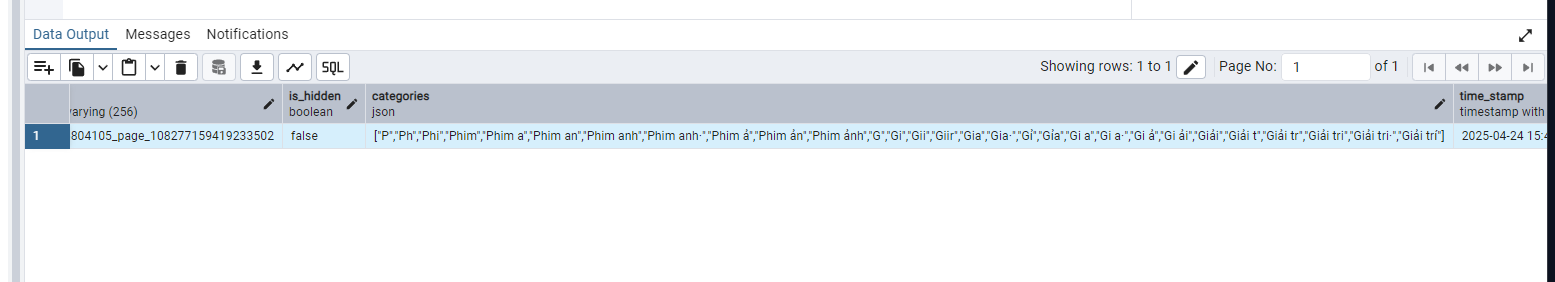 Data Output Messages Notifications
SQL Showing rows: 1 to 1 Page No: 1 of 1
is_hidden categories time_stamp
varying (256) boolean json timestamp with
1 804105_page_108277159419233502 false ["P","Ph","Phi","Phim","Phim a","Phim an","Phim anh","Phim anh·","Phim ả","Phim ản","Phim ảnh","G","Gi","Gii","Giir","Gia","Gia·","Gỉ","Gỉa","Gi a","Gi a·","Gi ả","Gi ải","Giải","Giải t","Giải tr","Giải tri","Giải tri·","Giải trí"] 2025-04-24 15:4